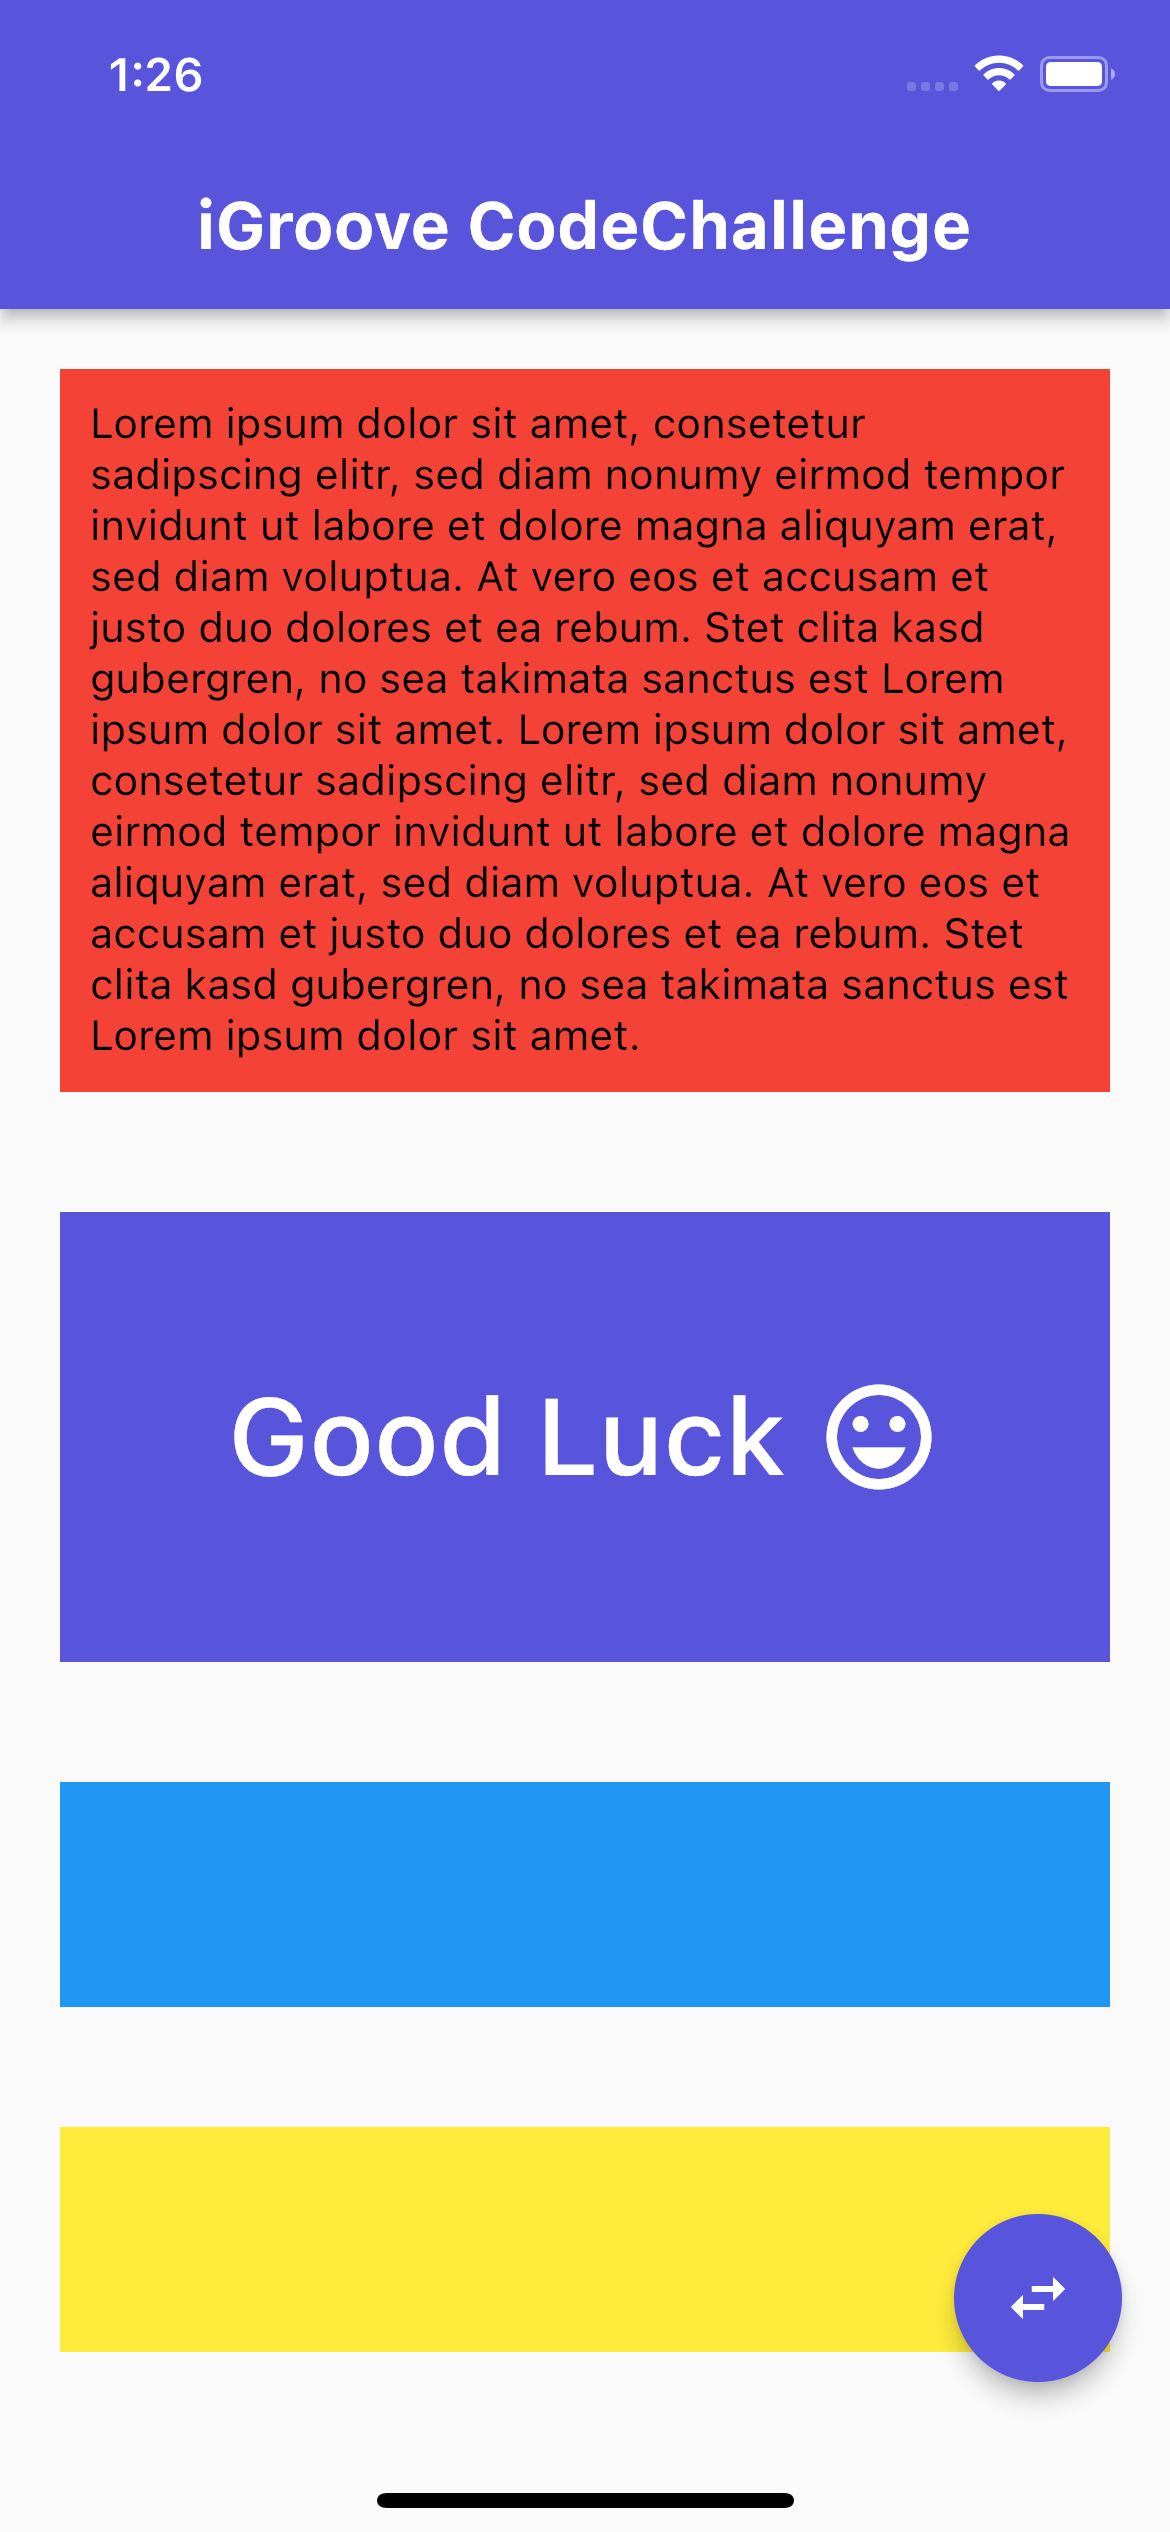 1:26
iGroove CodeChallenge
Lorem ipsum dolor sit amet, consetetur
sadipscing elitr, sed diam nonumy eirmod tempor
invidunt ut labore et dolore magna aliquyam erat,
sed diam voluptua. At vero eos et accusam et
justo duo dolores et ea rebum. Stet clita kasd
gubergren, no sea takimata sanctus est Lorem
ipsum dolor sit amet. Lorem ipsum dolor sit amet,
consetetur sadipscing elitr, sed diam nonumy
eirmod tempor invidunt ut labore et dolore magna
aliquyam erat, sed diam voluptua. At vero eos et
accusam et justo duo dolores et ea rebum. Stet
clita kasd gubergren, no sea takimata sanctus est
Lorem ipsum dolor sit amet.
Good Luck